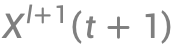 X^{l+1}(t + 1)